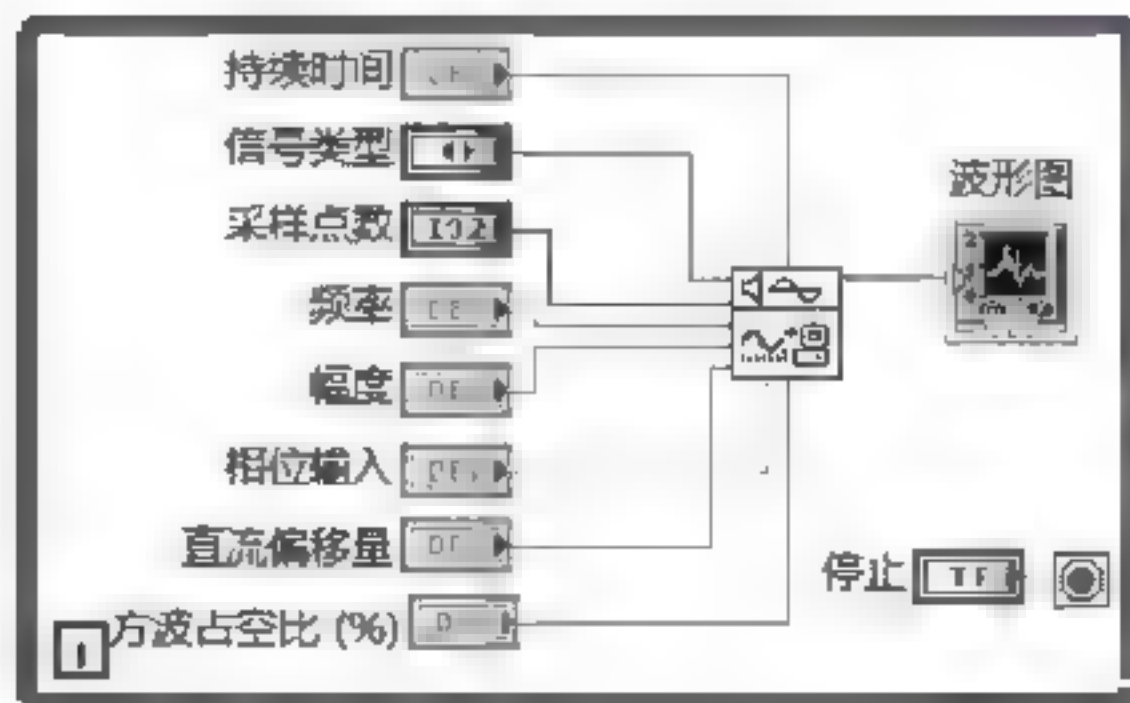 持续时间
信号类型
采样点数
频率
幅度
相位输入
直流偏移量
方波占空比 (%)
波形图
停止 TF